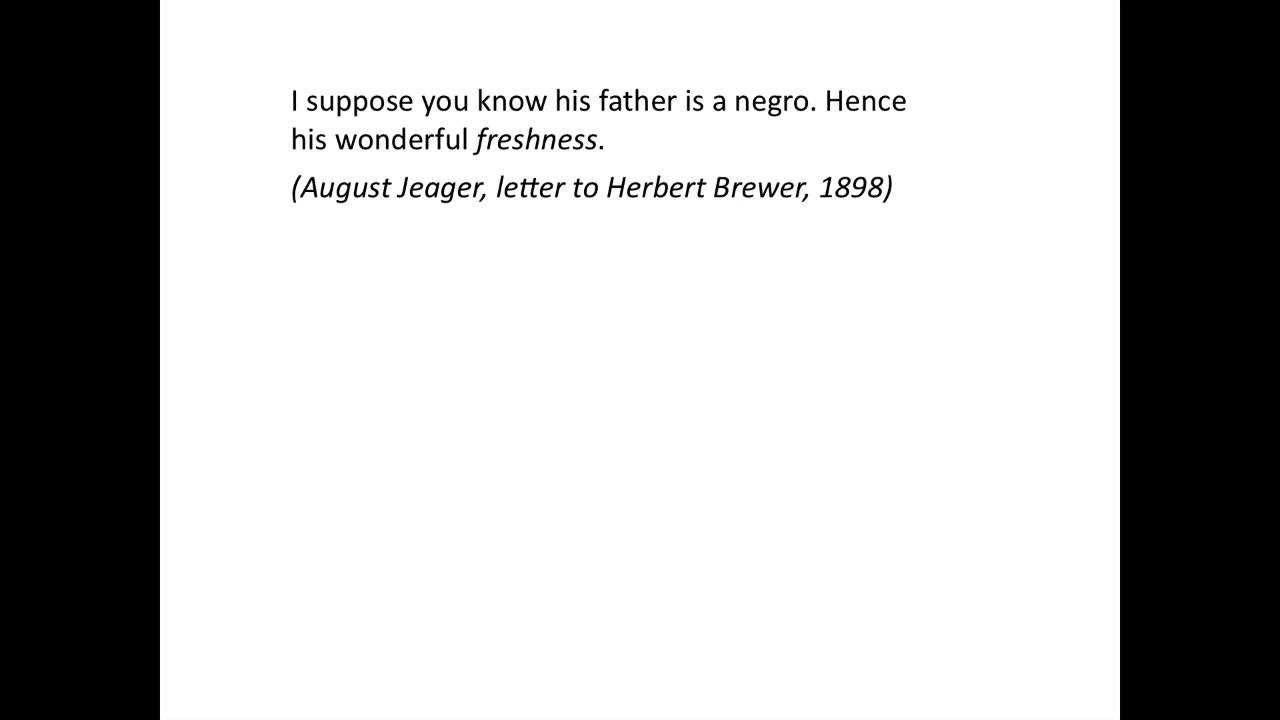 I suppose you know his father is a negro. Hence
his wonderful freshness.
(August Jeager, letter to Herbert Brewer, 1898)